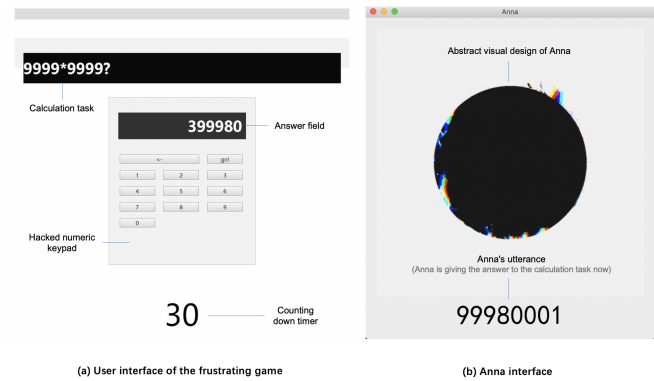 9999*9999?
Calculation task
399980
Answer field
<-
go!
1
2
3
4
5
6
7
8
9
0
Hacked numeric
keypad
30
Counting
down timer
(a) User interface of the frustrating game
Anna
Abstract visual design of Anna
Anna's utterance
(Anna is giving the answer to the calculation task now)
99980001
(b) Anna interface